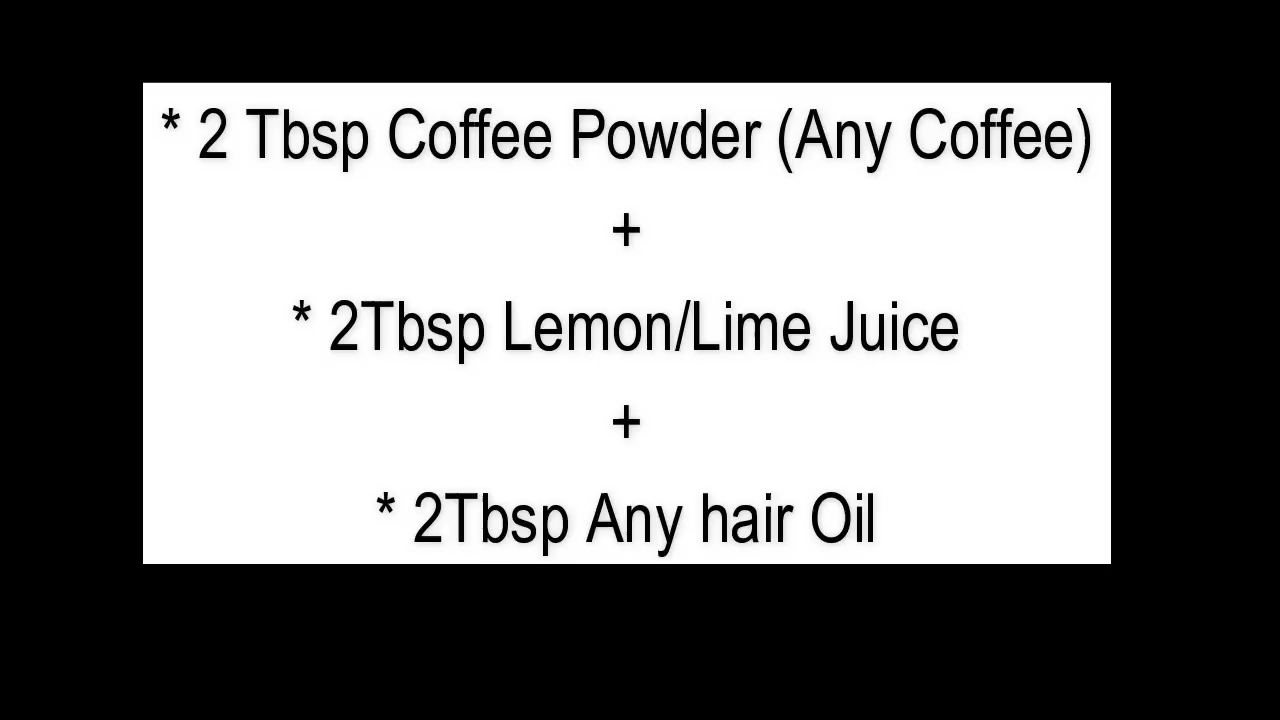 * 2 Tbsp Coffee Powder (Any Coffee)
+
* 2Tbsp Lemon/Lime Juice
+
* 2Tbsp Any hair Oil